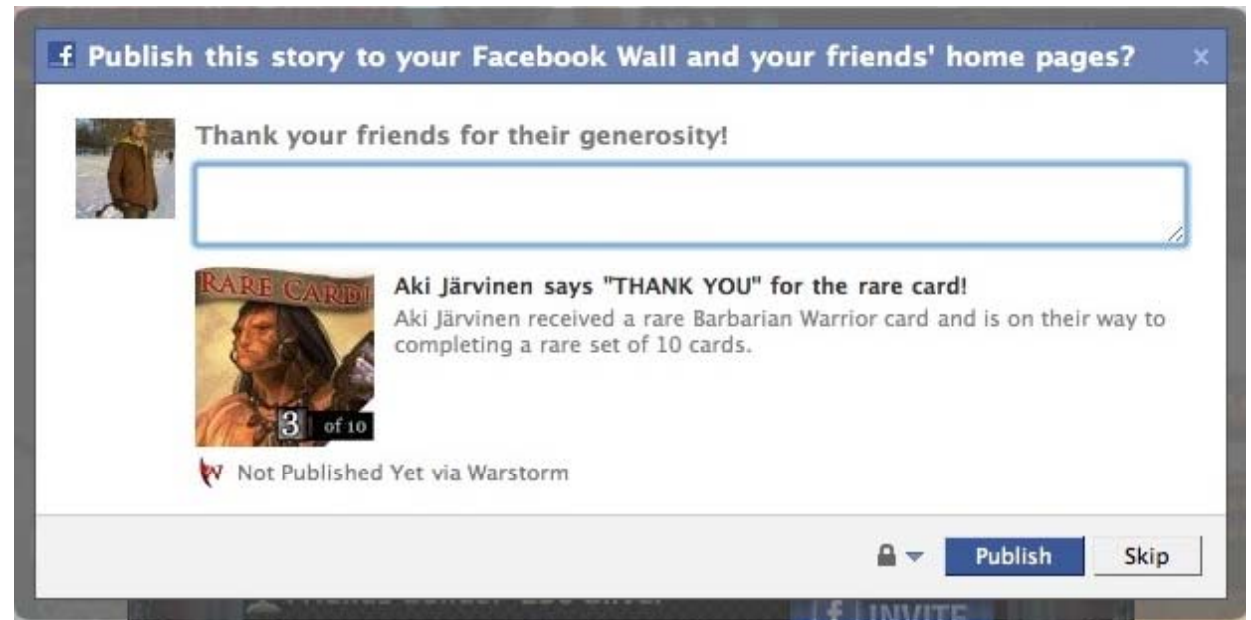 Publish this story to your Facebook Wall and your friends' home pages?
Thank your friends for their generosity!
RARE CARD!
3 of 10
Aki Järvinen says "THANK YOU" for the rare card!
Aki Järvinen received a rare Barbarian Warrior card and is on their way to
completing a rare set of 10 cards.
Not Published Yet via Warstorm
Publish
Skip
INVITE